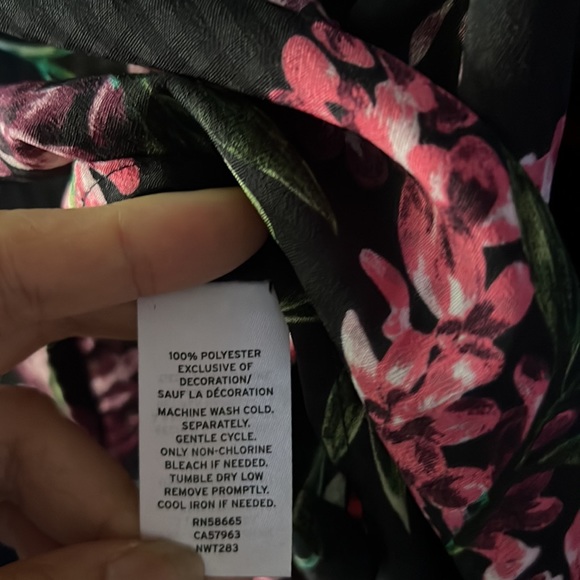 100% POLYESTER
EXCLUSIVE OF
DECORATION/
SAUF LA DÉCORATION
MACHINE WASH COLD.
SEPARATELY.
GENTLE CYCLE.
ONLY NON-CHLORINE
BLEACH IF NEEDED.
TUMBLE DRY LOW
REMOVE PROMPTLY.
COOL IRON IF NEEDED.
RN58665
CA57963
NWT283